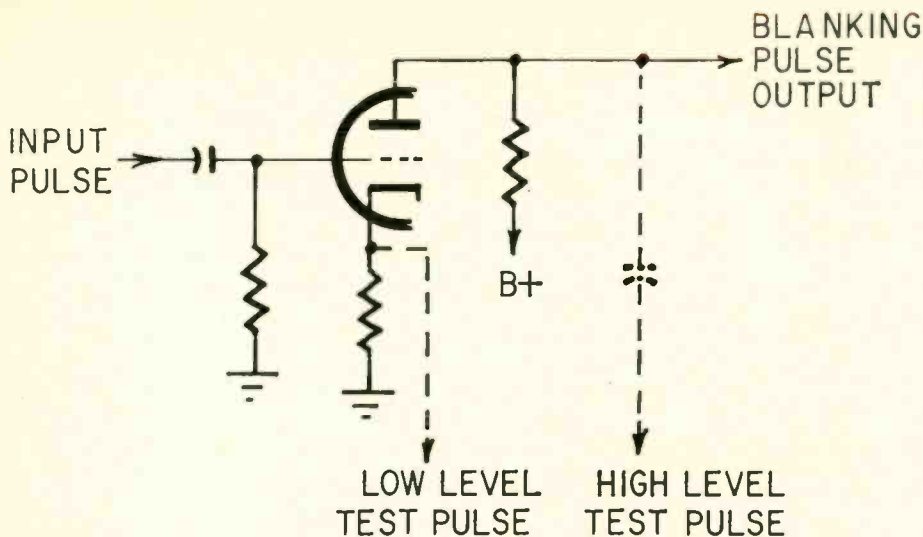 BLANKING
PULSE
OUTPUT
INPUT
PULSE
B+
LOW LEVEL
TEST PULSE
HIGH LEVEL
TEST PULSE